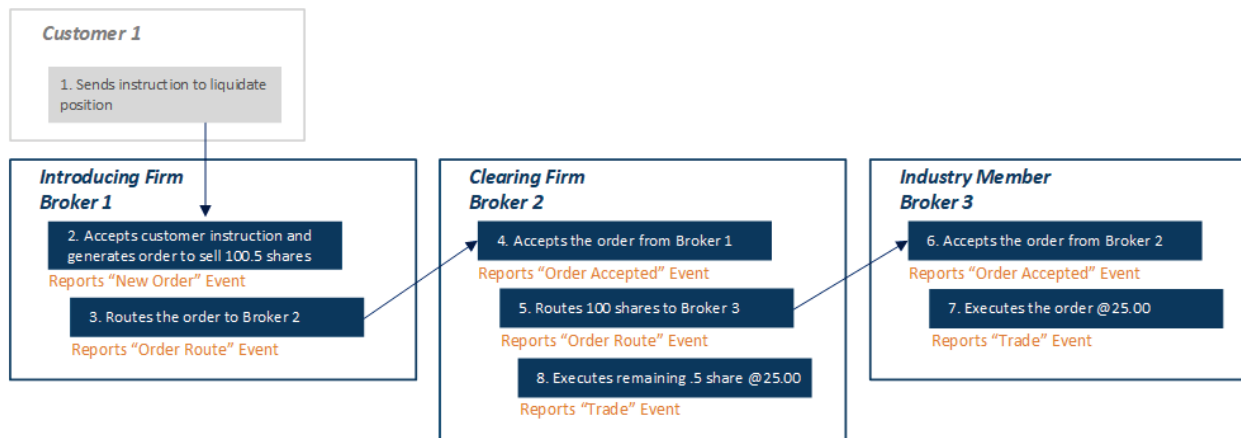 Customer 1
1. Sends instruction to liquidate
position
Introducing Firm
Broker 1
2. Accepts customer instruction and
generates order to sell 100.5 shares
Reports “New Order” Event
3. Routes the order to Broker 2
Reports “Order Route” Event
Clearing Firm
Broker 2
4. Accepts the order from Broker 1
Reports “Order Accepted” Event
5. Routes 100 shares to Broker 3
Reports “Order Route” Event
8. Executes remaining .5 share @25.00
Reports “Trade” Event
Industry Member
Broker 3
6. Accepts the order from Broker 2
Reports “Order Accepted” Event
7. Executes the order @25.00
Reports “Trade” Event